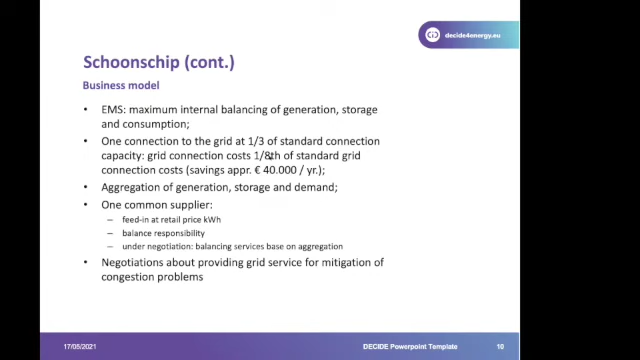 decide4energy.eu
Schoonschip (cont.)
Business model
• EMS: maximum internal balancing of generation, storage
and consumption;
• One connection to the grid at 1/3 of standard connection
capacity: grid connection costs 1/8th of standard grid
connection costs (savings appr. € 40.000 / yr.);
• Aggregation of generation, storage and demand;
• One common supplier:
– feed-in at retail price kWh
– balance responsibility
– under negotiation: balancing services base on aggregation
• Negotiations about providing grid service for mitigation of
congestion problems
17/05/2021 DECIDE Powerpoint Template 10